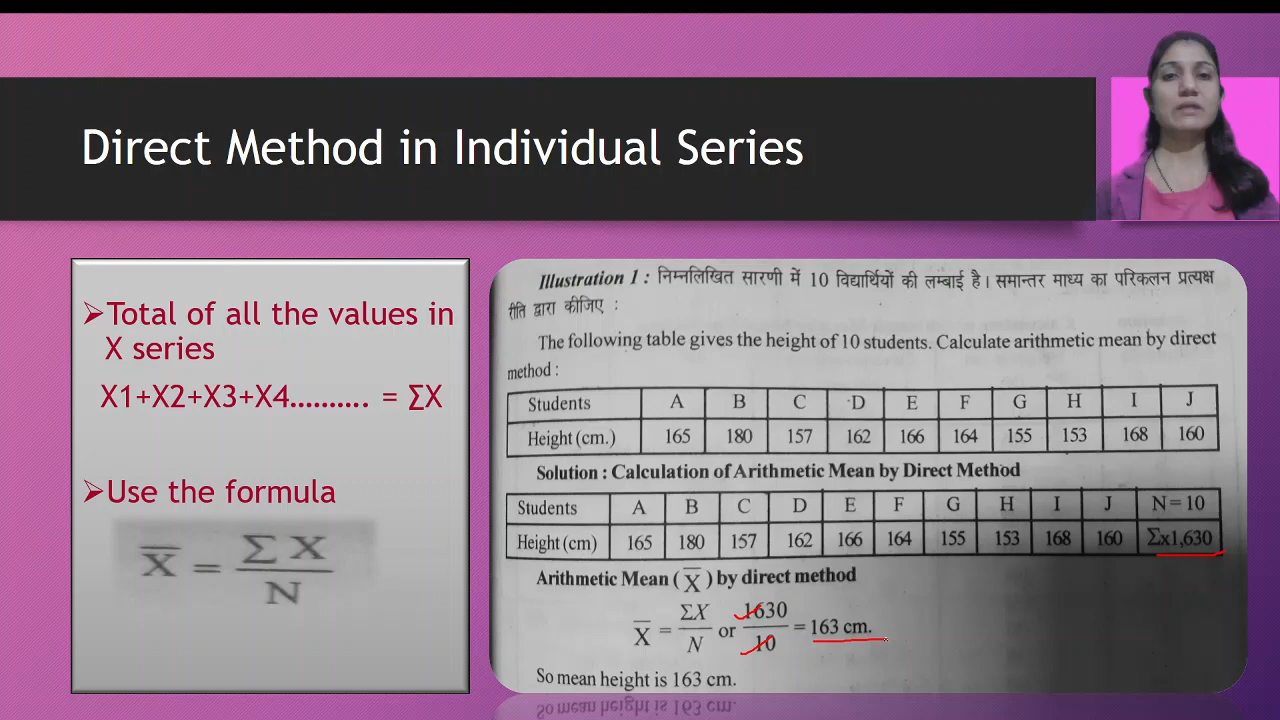 Direct Method in Individual Series
➢Total of all the values in
X series
X1+X2+X3+X4………. = ∑X
➢Use the formula
X̅ = ∑ X / N
Illustration 1 : निम्नलिखित सारणी में 10 विद्यार्थियों की लम्बाई है। समान्तर माध्य का परिकलन प्रत्यक्ष
रीति द्वारा कीजिए :
The following table gives the height of 10 students. Calculate arithmetic mean by direct
method :
Students A B C D E F G H I J
Height (cm.) 165 180 157 162 166 164 155 153 168 160
Solution : Calculation of Arithmetic Mean by Direct Method
Students A B C D E F G H I J N = 10
Height (cm) 165 180 157 162 166 164 155 153 168 160 Σx1,630
Arithmetic Mean (X̅) by direct method
X̅ = ΣX / N or 1630 / 10 = 163 cm.
So mean height is 163 cm.